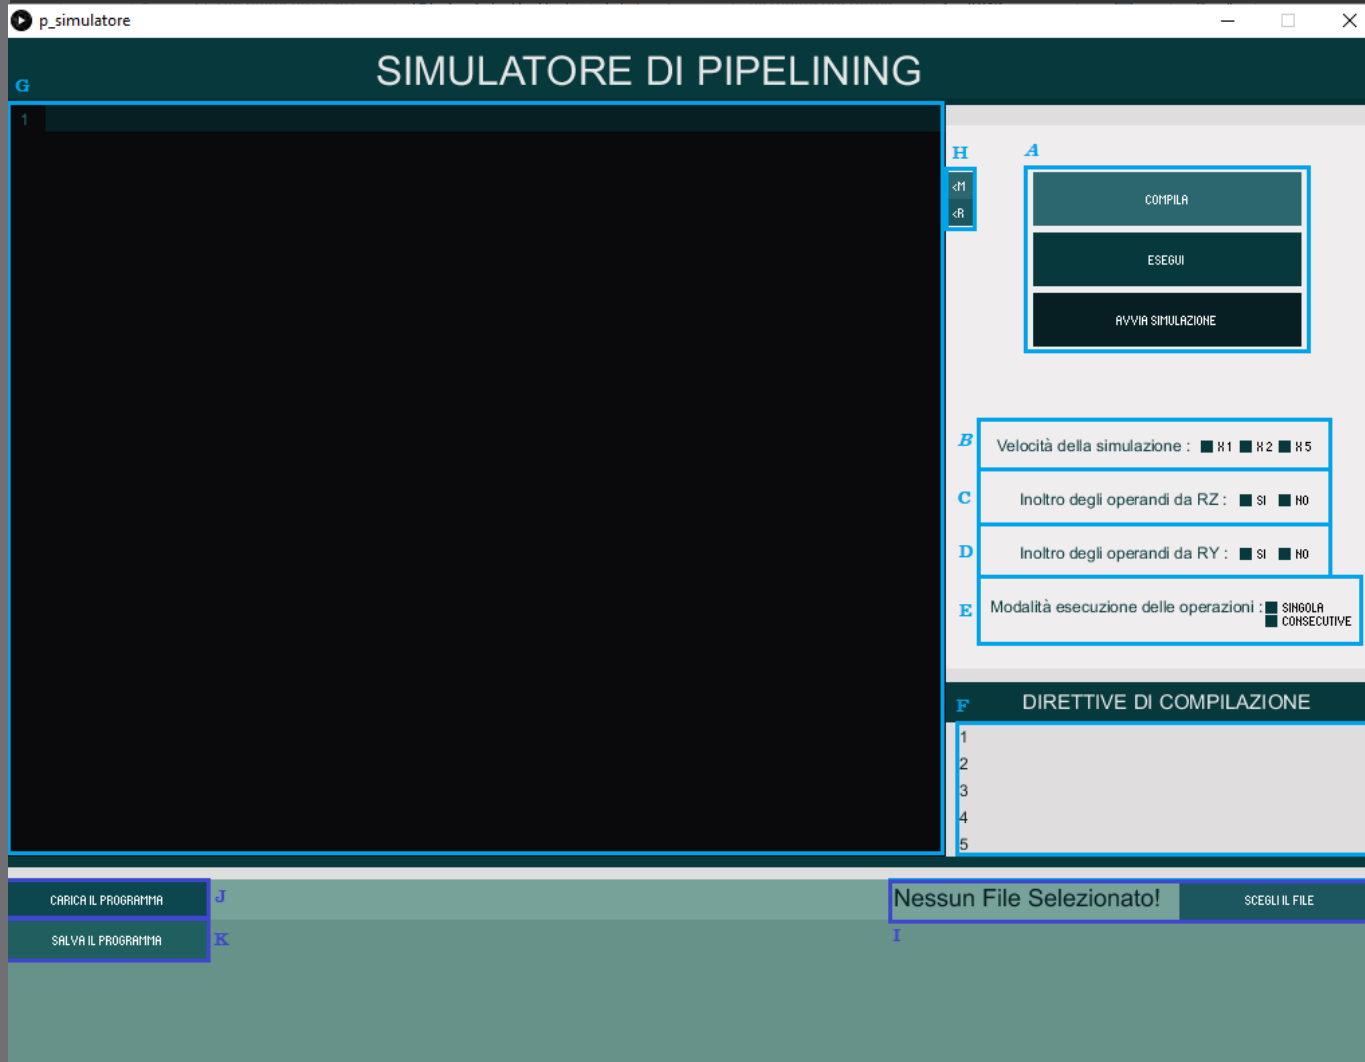 p_simulatore
SIMULATORE DI PIPELINING
G
1
H
A
<M
<R
COMPILA
ESEGUI
AVVIA SIMULAZIONE
B
Velocità della simulazione : X1 X2 X5
C
Inoltro degli operandi da RZ : SI NO
D
Inoltro degli operandi da RY : SI NO
E
Modalità esecuzione delle operazioni : SINGOLA
CONSECUTIVE
F
DIRETTIVE DI COMPILAZIONE
1
2
3
4
5
CARICA IL PROGRAMMA
J
Nessun File Selezionato!
SCEGLI IL FILE
SALVA IL PROGRAMMA
K
I